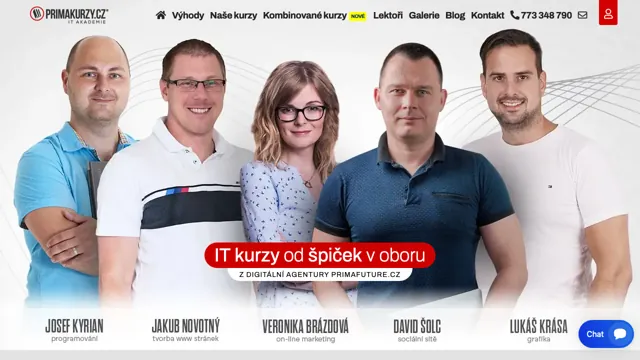 PRIMAKURZY.CZ
IT AKADEMIE
Výhody Naše kurzy Kombinované kurzy NOVÉ Lektoři Galerie Blog Kontakt 773 348 790
IT kurzy od špiček v oboru
Z DIGITÁLNÍ AGENTURY PRIMAFUTURE.CZ
JOSEF KYRIAN JAKUB NOVOTNÝ VERONIKA BRÁZDOVÁ DAVID ŠOLC LUKÁŠ KRÁSA
programování tvorba www stránek on-line marketing sociální sítě grafika
Chat